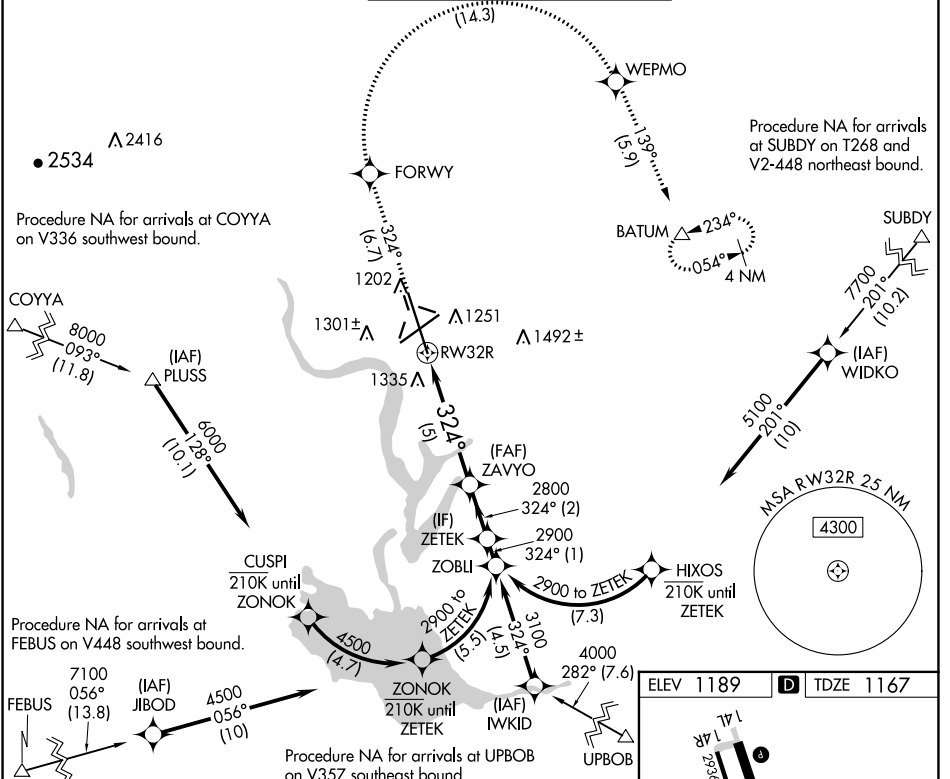 (14.3)
WEPMO
139°
(5.9)
2416
2534
Procedure NA for arrivals
at SUBDY on T268 and
V2-448 northeast bound.
FORWY
Procedure NA for arrivals at COYYA
on V336 southwest bound.
324°
(6.7)
BATUM
234°
054°
4 NM
SUBDY
7700
201°
(10.2)
COYYA
8000
093°
(11.8)
(IAF)
PLUSS
1202
1301±
1251
1492±
RW32R
1335
(IAF)
WIDKO
6000
128°
(10.1)
324°
(5)
5100
201°
(10)
(FAF)
ZAVYO
2800
324° (2)
(IF)
ZETEK
2900
324° (1)
ZOBLI
MSA RW32R 25 NM
4300
CUSPI
210K until
ZONOK
2900 to ZETEK
(7.3)
HIXOS
210K until
ZETEK
Procedure NA for arrivals at
FEBUS on V448 southwest bound.
4500
(4.7)
2900 to
ZETEK
(5.5)
3100
324°
(4.5)
4000
282° (7.6)
7100
056°
(13.8)
FEBUS
(IAF)
JIBOD
4500
056°
(10)
ZONOK
210K until
ZETEK
(IAF)
IWKID
UPBOB
Procedure NA for arrivals at UPBOB
on V357 southeast bound
ELEV 1189
D
TDZE 1167
14L
14R
P